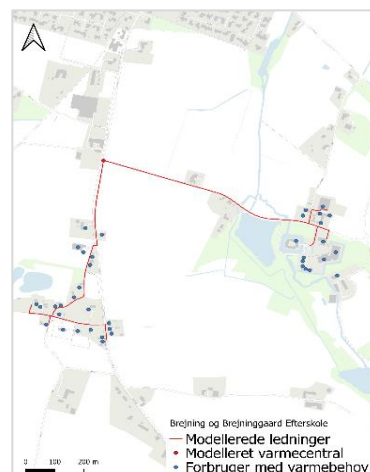 Brejning og Brejninggaard Efterskole
Modellerede ledninger
Modelleret varmecentral
Forbruger med varmebehov
0 100 200 m